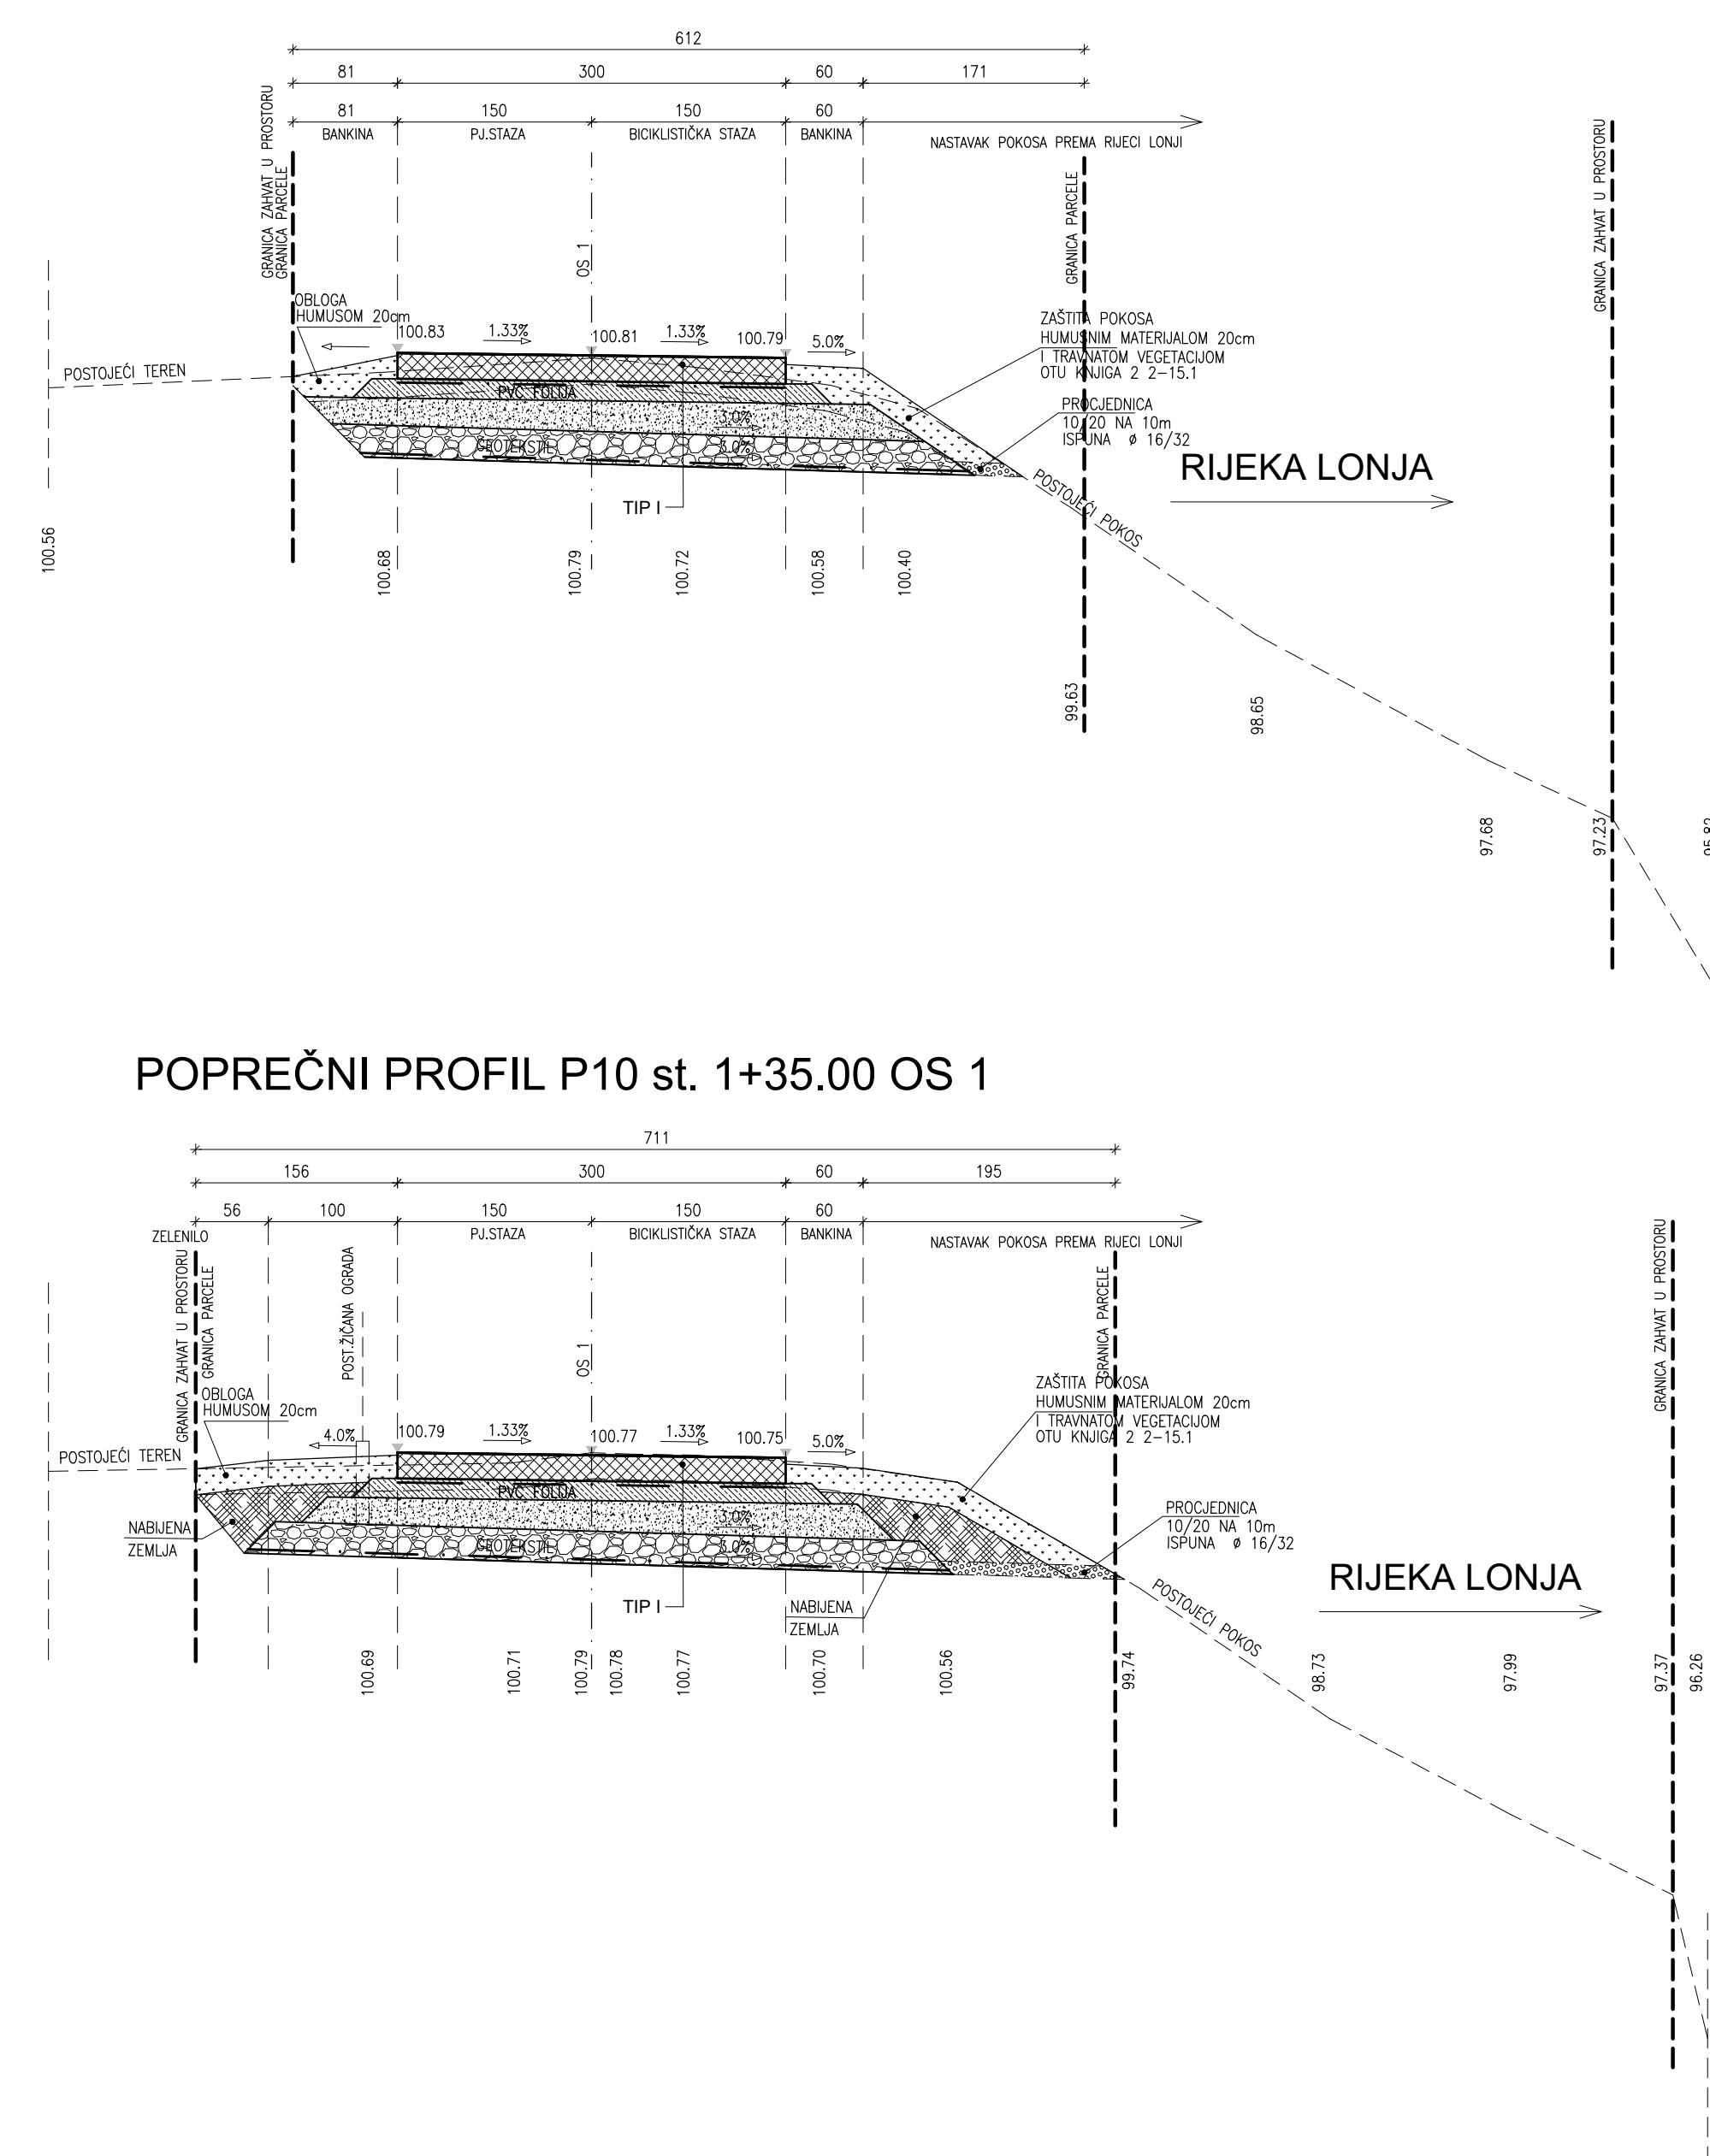 612
81
300
60
171
81
150
150
60
BANKINA
PJ.STAZA
BICIKLISTIČKA STAZA
BANKINA
NASTAVAK POKOSA PREMA RIJECI LONJI
GRANICA ZAHVAT U PROSTORU
GRANICA PARCELE
OS 1
GRANICA PARCELE
GRANICA ZAHVAT U PROSTORU
OBLOGA
HUMUSOM 20cm
100.83
1.33%
100.81
1.33%
100.79
5.0%
ZAŠTITA POKOSA
HUMUSNIM MATERIJALOM 20cm
I TRAVNATOM VEGETACIJOM
OTU KNJIGA 2 2-15.1
POSTOJEĆI TEREN
PVC FOLIJA
3.0%
GEOTEKSTIL
3.0%
PROCJEDNICA
10/20 NA 10m
ISPUNA ø 16/32
RIJEKA LONJA
POSTOJEĆI POKOS
TIP I
100.56
100.68
100.79
100.72
100.58
100.40
99.63
98.65
97.68
97.23
95.82
POPREČNI PROFIL P10 st. 1+35.00 OS 1
711
156
300
60
195
56
100
150
150
60
ZELENILO
PJ.STAZA
BICIKLISTIČKA STAZA
BANKINA
NASTAVAK POKOSA PREMA RIJECI LONJI
GRANICA ZAHVAT U PROSTORU
GRANICA PARCELE
POST.ŽIČANA OGRADA
OS 1
GRANICA PARCELE
GRANICA ZAHVAT U PROSTORU
OBLOGA
HUMUSOM 20cm
4.0%
100.79
1.33%
100.77
1.33%
100.75
5.0%
ZAŠTITA POKOSA
HUMUSNIM MATERIJALOM 20cm
I TRAVNATOM VEGETACIJOM
OTU KNJIGA 2 2-15.1
POSTOJEĆI TEREN
PVC FOLIJA
3.0%
GEOTEKSTIL
3.0%
NABIJENA
ZEMLJA
PROCJEDNICA
10/20 NA 10m
ISPUNA ø 16/32
RIJEKA LONJA
POSTOJEĆI POKOS
TIP I
NABIJENA
ZEMLJA
100.69
100.71
100.79
100.78
100.77
100.70
100.56
99.74
98.73
97.99
97.37
96.26